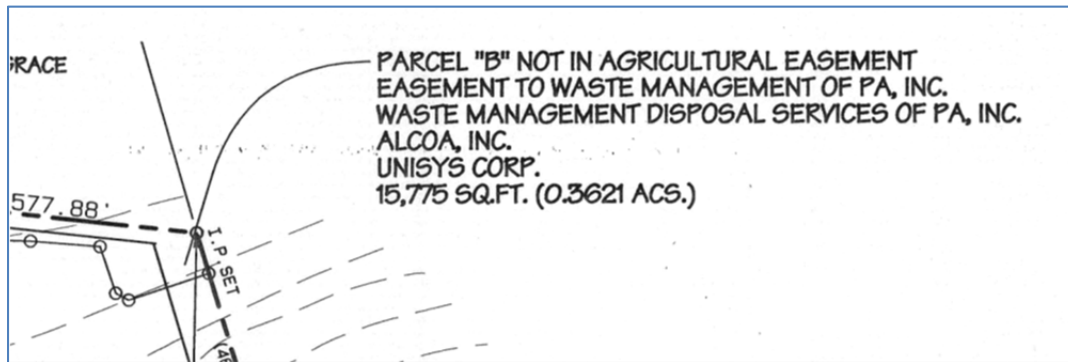 PARCEL "B" NOT IN AGRICULTURAL EASEMENT
EASEMENT TO WASTE MANAGEMENT OF PA, INC.
WASTE MANAGEMENT DISPOSAL SERVICES OF PA, INC.
ALCOA, INC.
UNISYS CORP.
15,775 SQ.FT. (0.3621 ACS.)
577.88'
I.P. SET